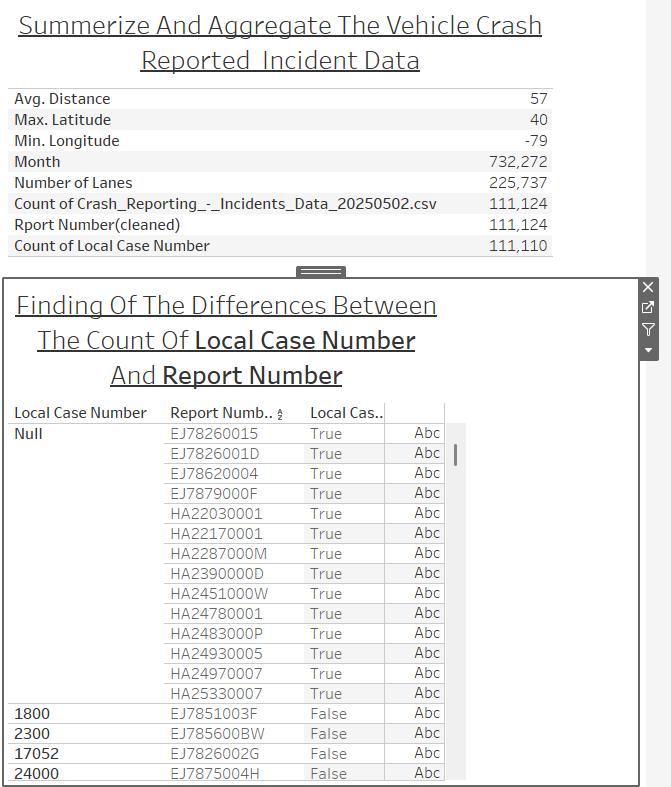 Summerize And Aggregate The Vehicle Crash
Reported Incident Data
Avg. Distance 57
Max. Latitude 40
Min. Longitude -79
Month 732,272
Number of Lanes 225,737
Count of Crash_Reporting_-_Incidents_Data_20250502.csv 111,124
Rport Number(cleaned) 111,124
Count of Local Case Number 111,110
Finding Of The Differences Between
The Count Of Local Case Number
And Report Number
Local Case Number Report Numb.. Local Cas..
Null EJ78260015 True Abc
EJ7826001D True Abc
EJ78620004 True Abc
EJ7879000F True Abc
HA22030001 True Abc
HA22170001 True Abc
HA2287000M True Abc
HA2390000D True Abc
HA2451000W True Abc
HA24780001 True Abc
HA2483000P True Abc
HA24930005 True Abc
HA24970007 True Abc
HA25330007 True Abc
1800 EJ7851003F False Abc
2300 EJ785600BW False Abc
17052 EJ7826002G False Abc
24000 EJ7875004H False Abc